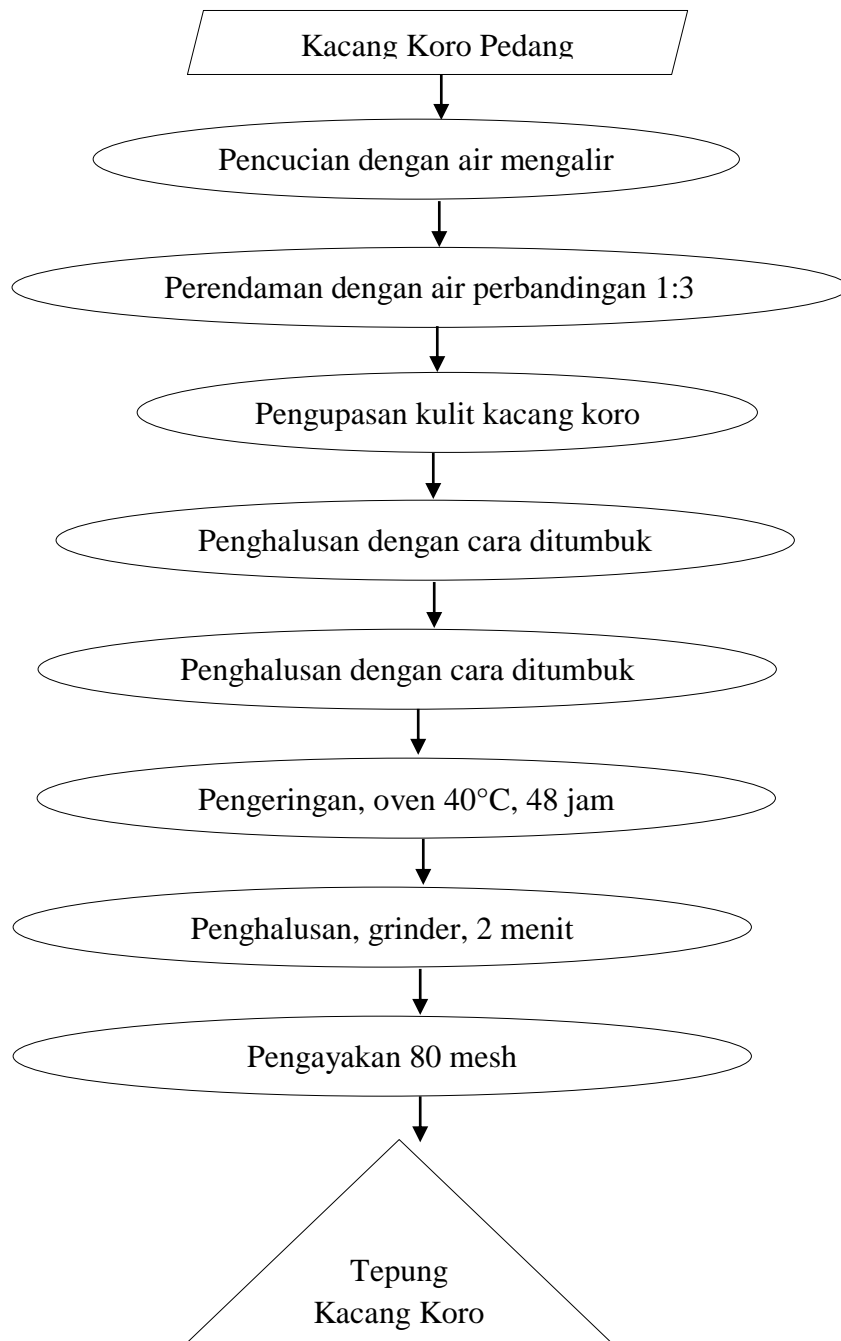 Kacang Koro Pedang
Pencucian dengan air mengalir
Perendaman dengan air perbandingan 1:3
Pengupasan kulit kacang koro
Penghalusan dengan cara ditumbuk
Penghalusan dengan cara ditumbuk
Pengeringan, oven 40°C, 48 jam
Penghalusan, grinder, 2 menit
Pengayakan 80 mesh
Tepung
Kacang Koro